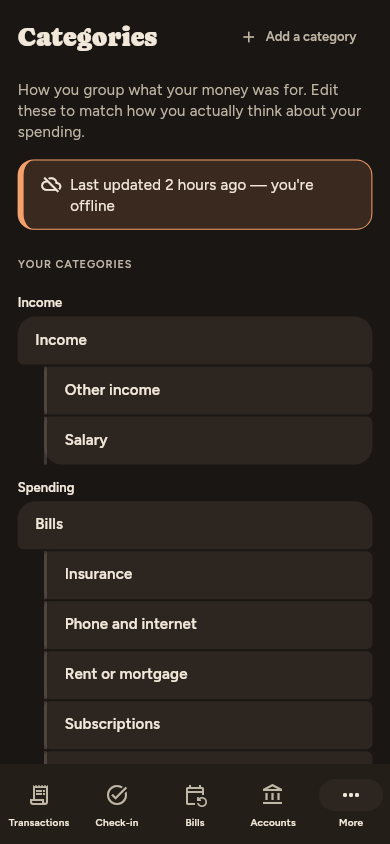 Categories
Add a category
How you group what your money was for. Edit
these to match how you actually think about your
spending.
Last updated 2 hours ago — you're
offline
YOUR CATEGORIES
Income
Income
Other income
Salary
Spending
Bills
Insurance
Phone and internet
Rent or mortgage
Subscriptions
Transactions
Check-in
Bills
Accounts
More